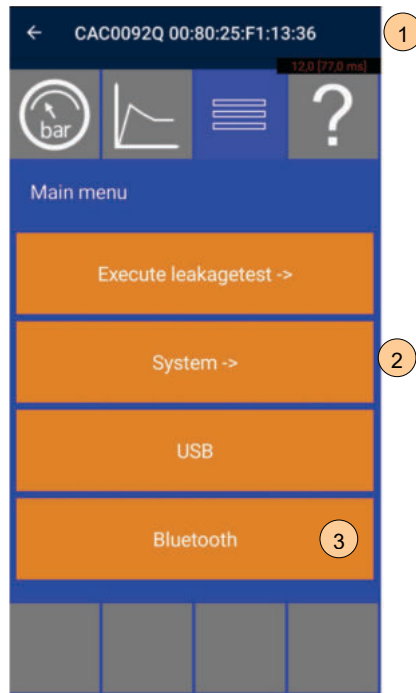 ← CAC0092Q 00:80:25:F1:13:36
1
12,0 [77,0 ms]
bar
?
Main menu
Execute leakagetest ->
System ->
2
USB
Bluetooth
3